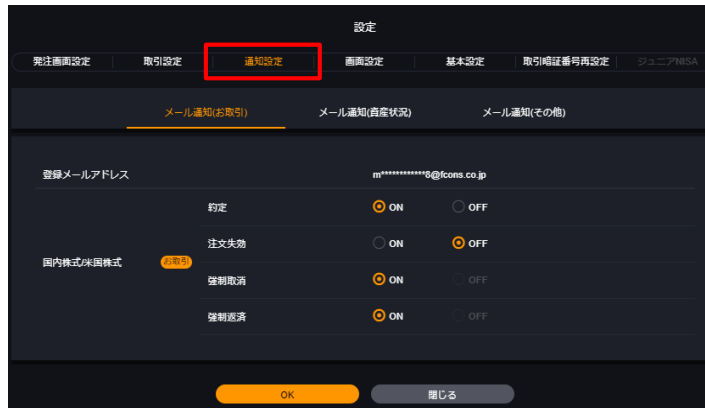 設定
発注画面設定 取引設定 通知設定 画面設定 基本設定 取引暗証番号再設定 ジュニアNISA
メール通知(お取引) メール通知(資産状況) メール通知(その他)
登録メールアドレス m************8@fcons.co.jp
約定 ON OFF
注文失効 ON OFF
国内株式/米国株式 お取引
強制取消 ON OFF
強制返済 ON OFF
OK 閉じる